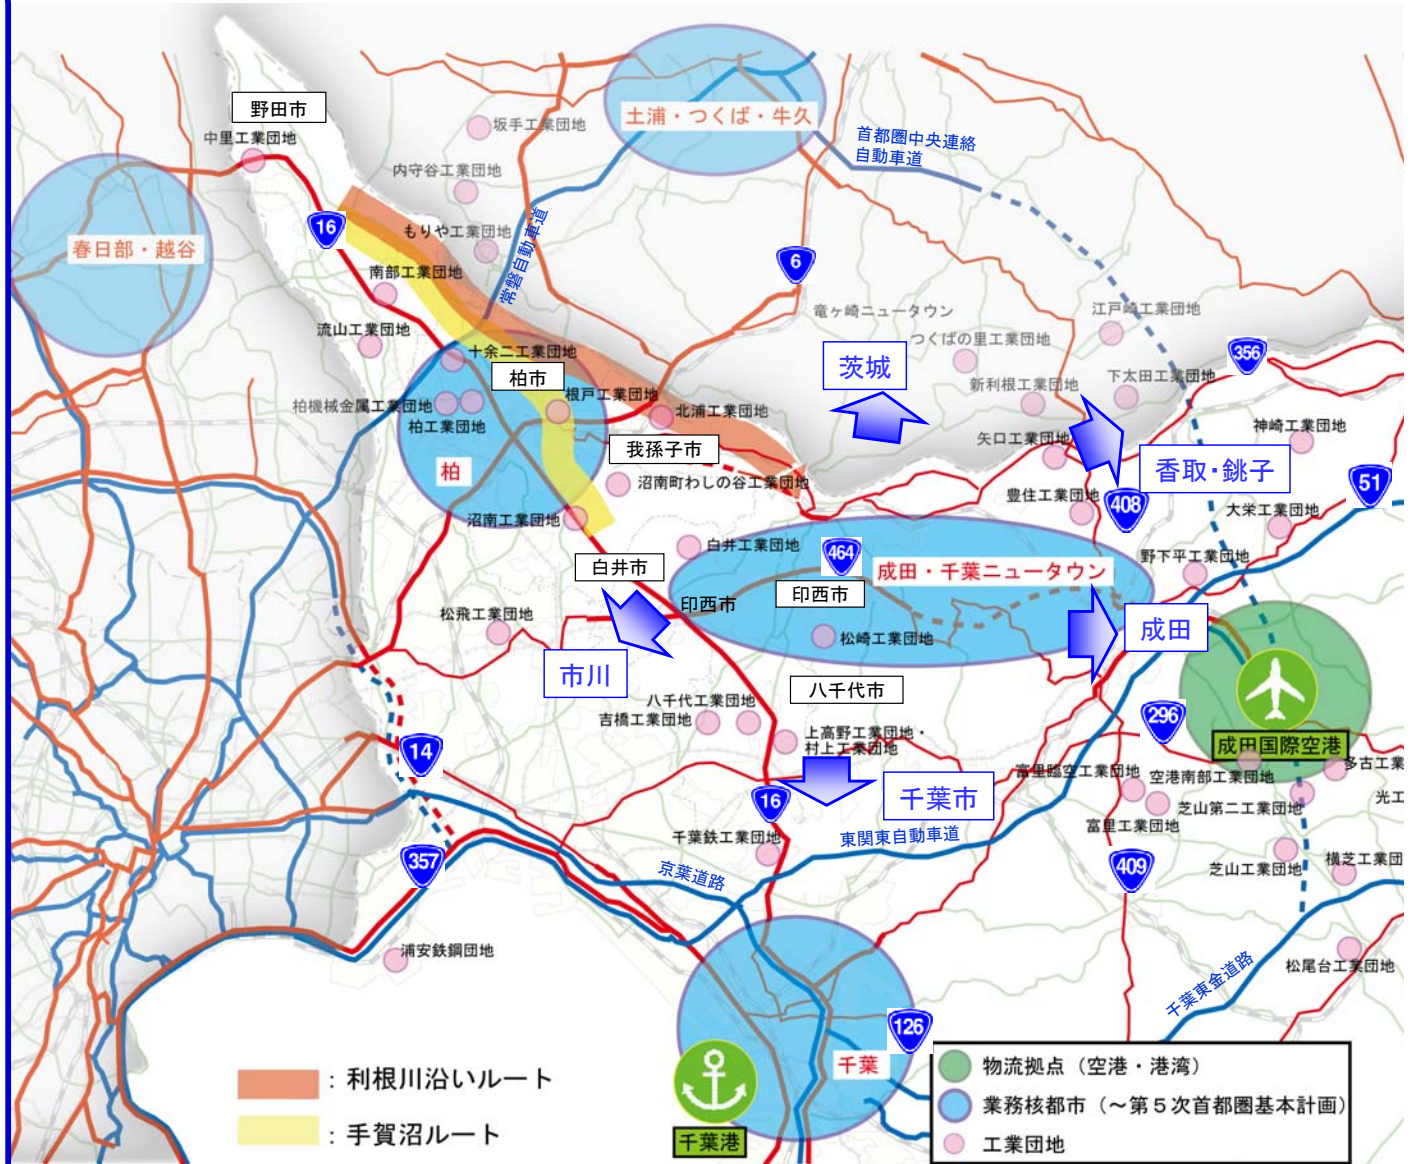 野田市
中里工業団地
坂手工業団地
土浦・つくば・牛久
首都圏中央連絡
自動車道
内守谷工業団地
春日部・越谷
16
もりや工業団地
常磐自動車道
6
南部工業団地
流山工業団地
竜ヶ崎ニュータウン
江戸崎工業団地
つくばの里工業団地
十余二工業団地
柏市
茨城
356
根戸工業団地
新利根工業団地
下太田工業団地
柏機械金属工業団地
柏工業団地
北浦工業団地
矢口工業団地
神崎工業団地
柏
我孫子市
香取・銚子
沼南町わしの谷工業団地
豊住工業団地
408
51
沼南工業団地
大栄工業団地
白井工業団地
464
成田・千葉ニュータウン
野下平工業団地
白井市
印西市
印西市
松飛工業団地
松崎工業団地
成田
市川
八千代市
八千代工業団地
吉橋工業団地
上高野工業団地・
村上工業団地
296
成田国際空港
14
富里臨空工業団地
空港南部工業団地
多古工業
千葉市
16
芝山第二工業団地
光工
富里工業団地
千葉鉄工業団地
東関東自動車道
357
京葉道路
409
芝山工業団地
横芝工業団
浦安鉄鋼団地
千葉東金道路
松尾台工業団地
126
千葉
千葉港
：利根川沿いルート
：手賀沼ルート
物流拠点（空港・港湾）
業務核都市（～第５次首都圏基本計画）
工業団地